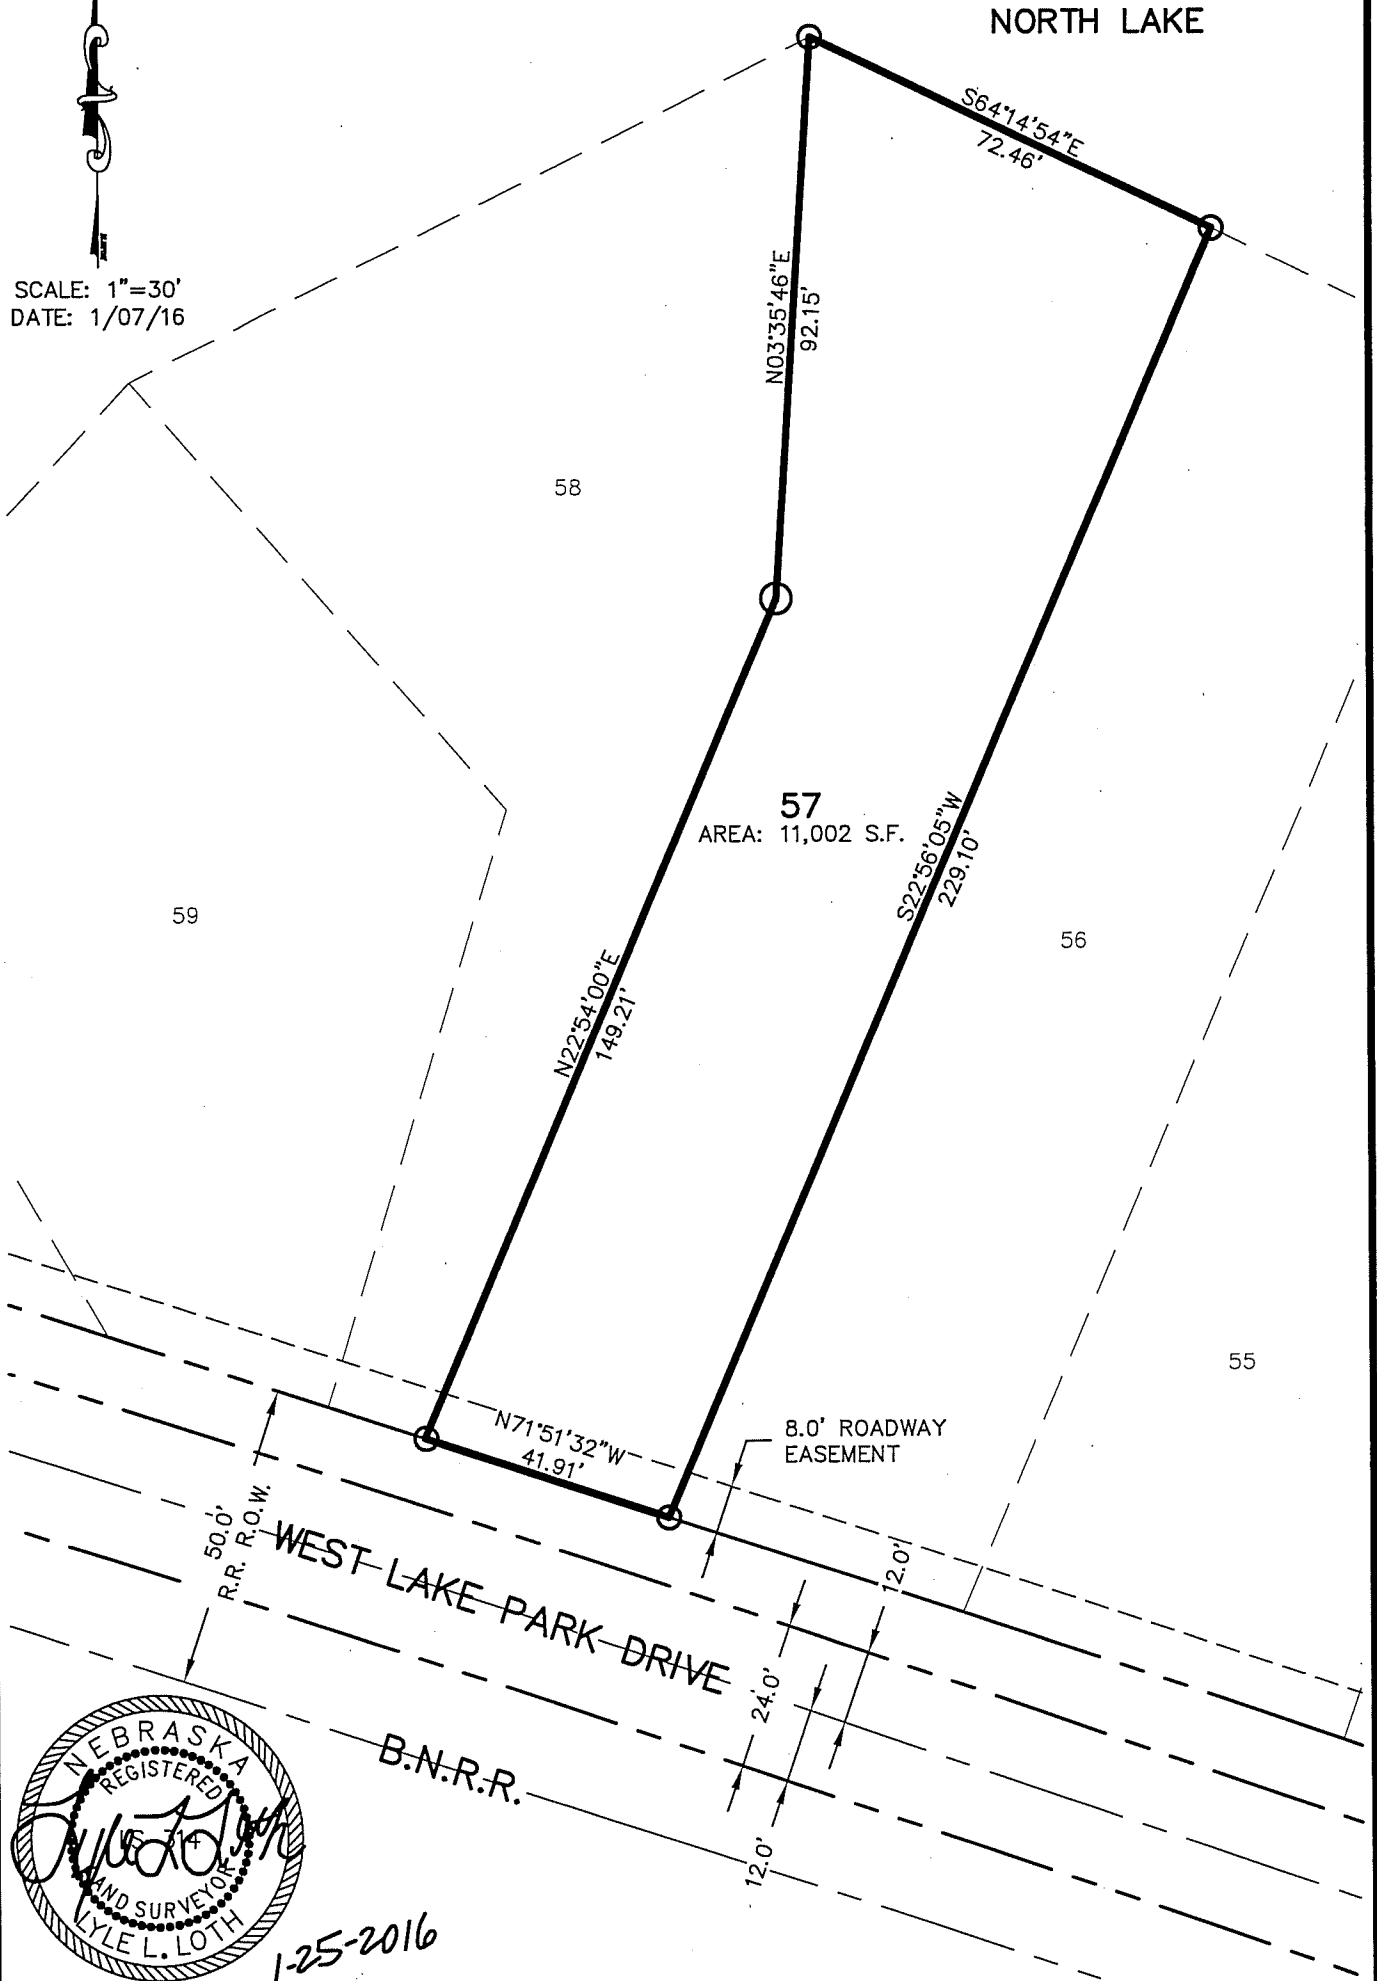 NORTH LAKE
S64°14'54"E
72.46'
SCALE: 1"=30'
DATE: 1/07/16
N03°35'46"E
92.15'
58
57
AREA: 11,002 S.F.
S22°56'05"W
229.10'
59
56
N22°54'00"E
149.21'
55
N71°51'32"W
41.91'
8.0' ROADWAY
EASEMENT
50.0'
R.R. R.O.W.
WEST LAKE PARK DRIVE
12.0'
24.0'
12.0'
B.N.R.R.
NEBRASKA
REGISTERED
LS 314
LAND SURVEYOR
LYLE L. LOTH
1-25-2016